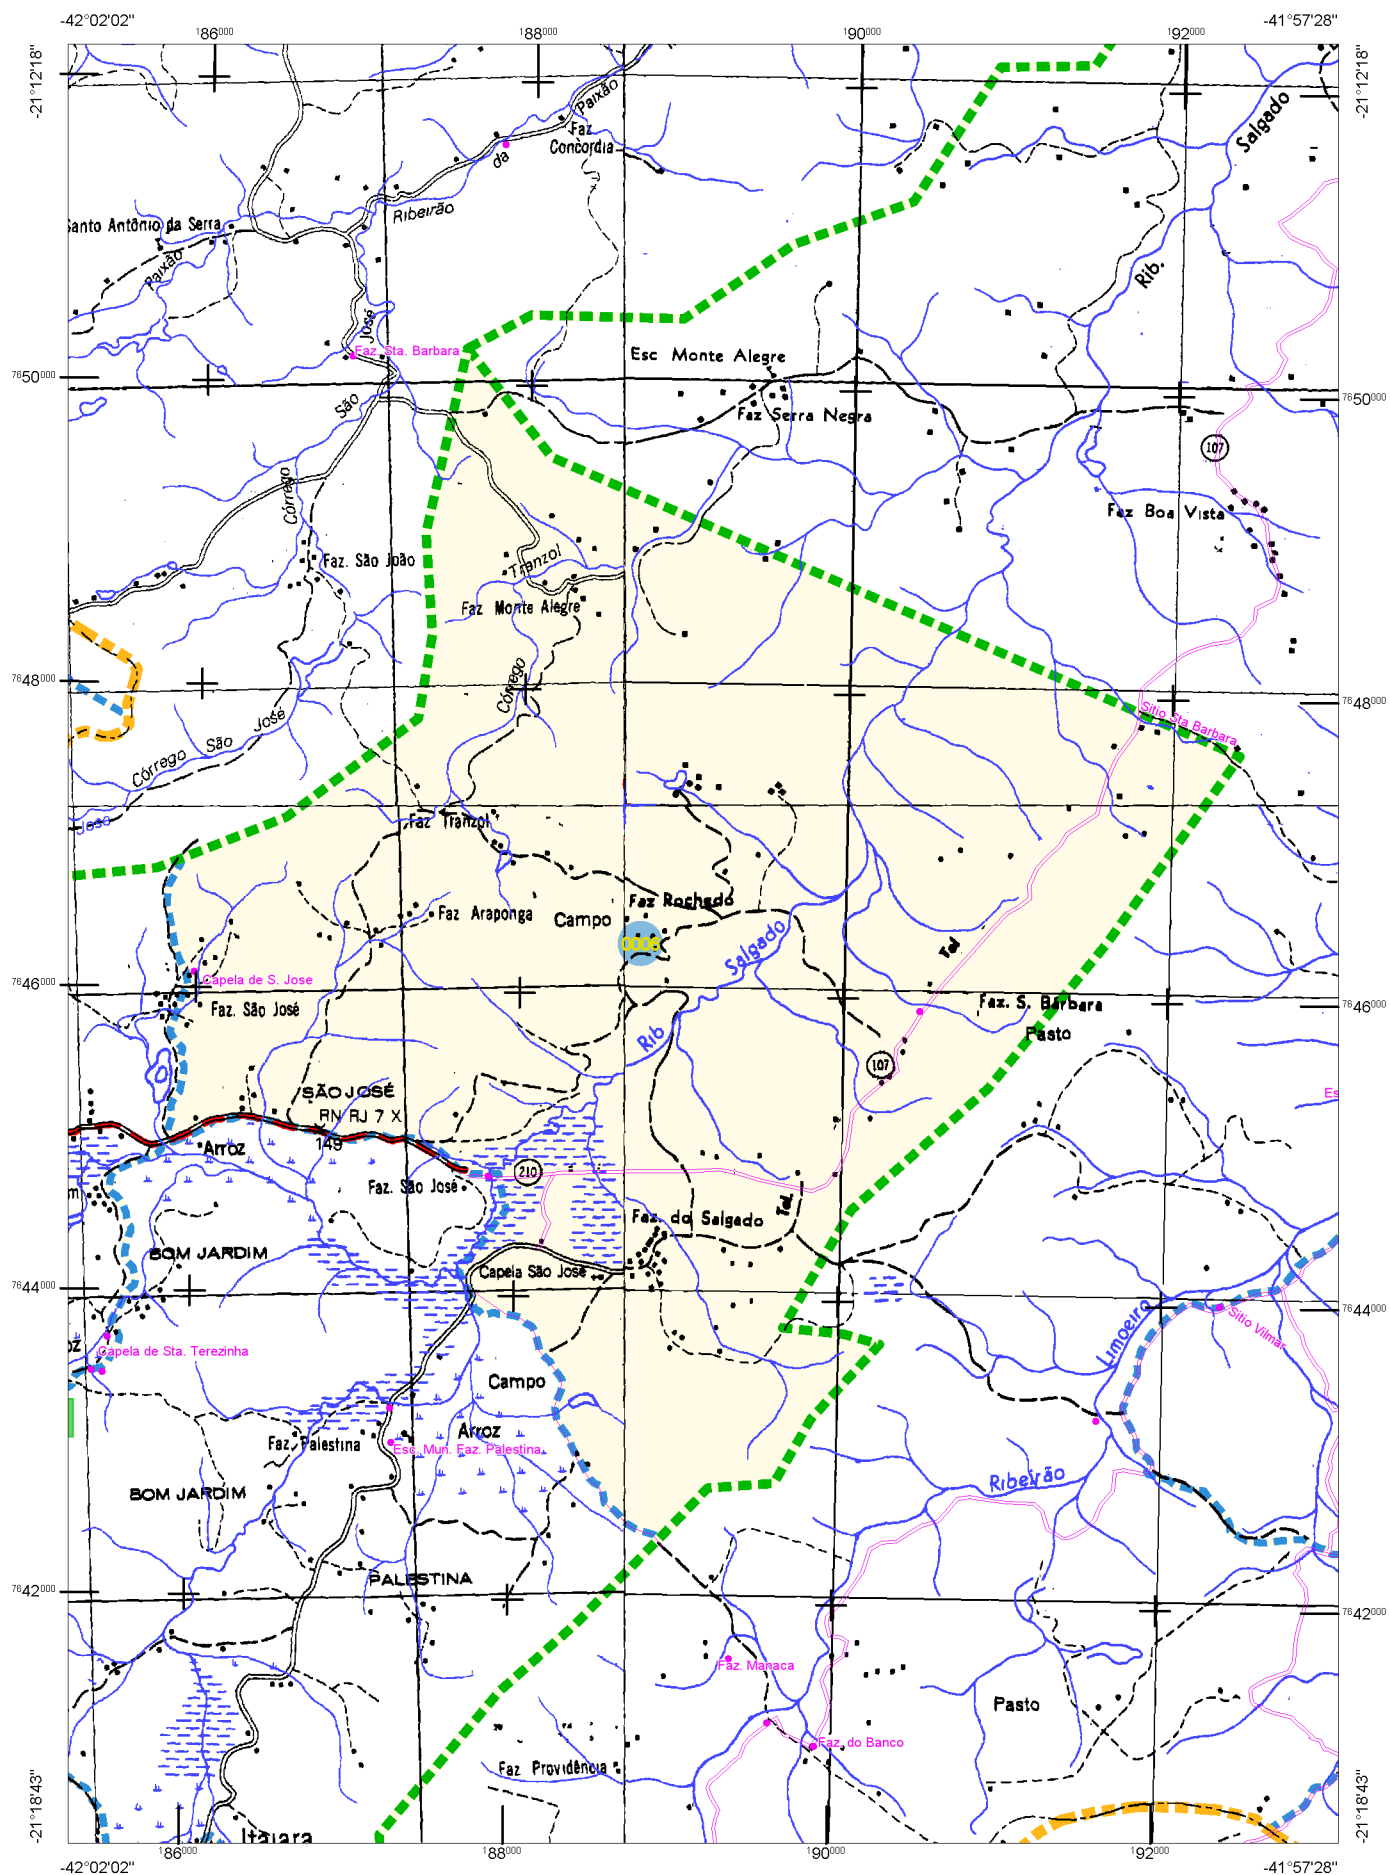 -42°02'02"
-41°57'28"
186000
188000
190000
192000
-21°12'18"
-21°12'18"
Paixão
da
Faz
Concórdia
Salgado
Ribeirão
Santo Antônio da Serra
Paixão
Rib.
José
Faz. Sta. Barbara
Esc Monte Alegre
7650000
7650000
São
Faz Serra Negra
107
Córrego
Faz Boa Vista
Faz. São João
Tranzol
Faz Monte Alegre
Córrego
7648000
7648000
Sitio Sta Barbara
Córrego São José
Faz Tranzol
Faz Rochedo
Faz Araponga
Campo
0008
Salgado
Tel
Capela de S. Jose
7646000
7646000
Faz. São José
Faz. S. Bárbara
Pasto
Rib
107
SÃO JOSÉ
RN RJ 7 X
149
Arroz
210
Faz. São José
Tel.
Faz. do Salgado
BOM JARDIM
Capela São José
7644000
7644000
Limoeiro
Sitio Vilmar
Capela de Sta. Terezinha
Campo
Arroz
Faz. Palestina
Esc. Mun. Faz. Palestina
Ribeirão
BOM JARDIM
PALESTINA
7642000
7642000
Faz. Manaca
Pasto
Faz. do Banco
Faz Providência
-21°18'43"
-21°18'43"
Itajara
186000
188000
190000
192000
-42°02'02"
-41°57'28"